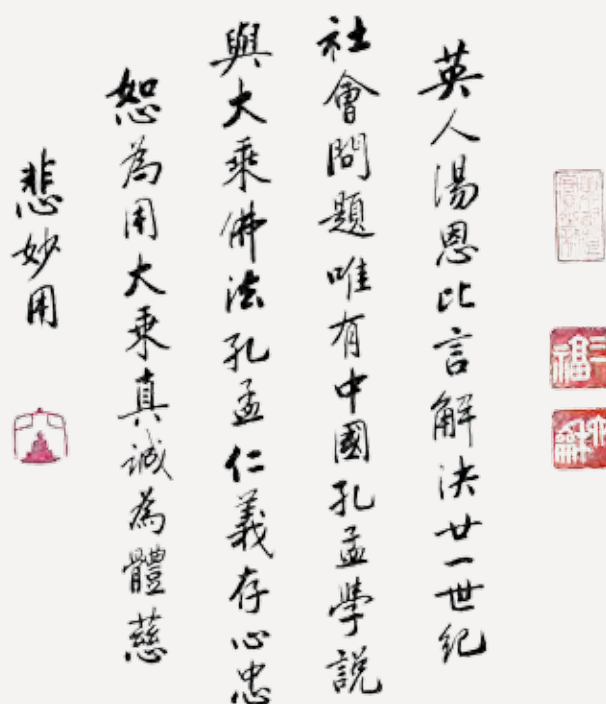 英人湯恩比言解決廿一世紀
社會問題唯有中國孔孟學說
與大乘佛法孔孟仁義存心忠
恕為用大乘真誠為體慈
悲妙用